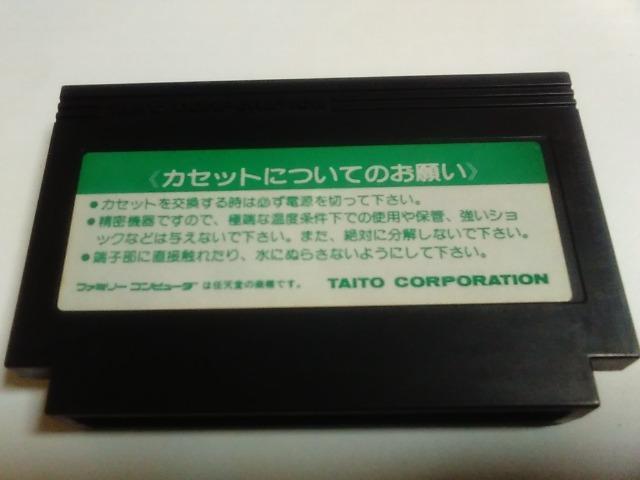 《カセットについてのお願い》
●カセットを交換する時は必ず電源を切って下さい。
●精密機器ですので、極端な温度条件下での使用や保管、強いショ
ックなどは与えないで下さい。また、絶対に分解しないで下さい。
●端子部に直接触れたり、水にぬらさないようにして下さい。
ファミリーコンピュータは任天堂の商標です。 TAITO CORPORATION